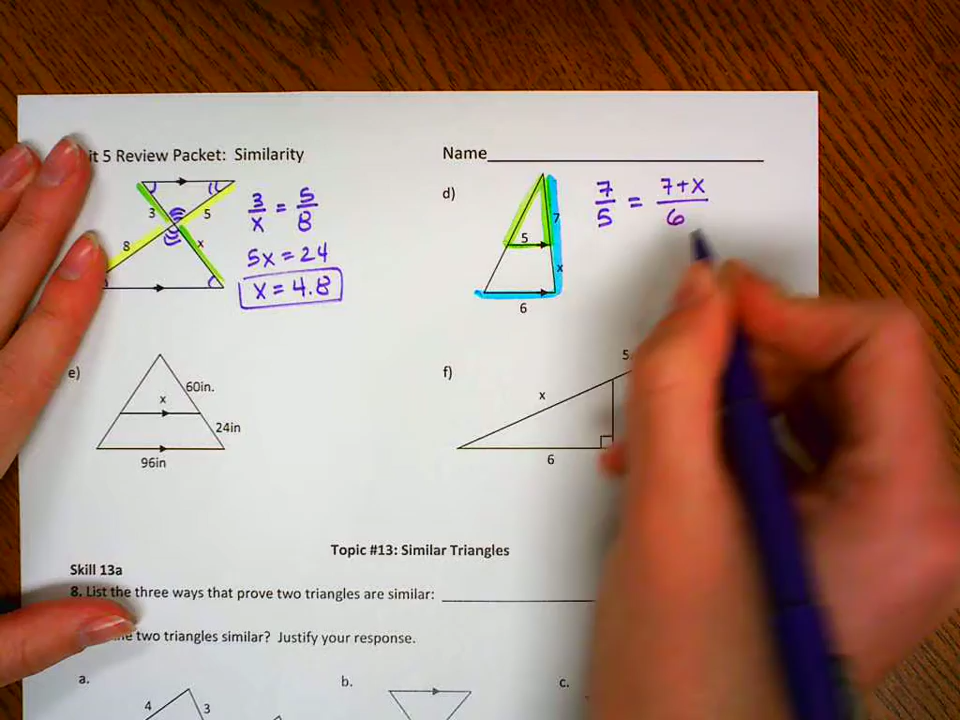 it 5 Review Packet: Similarity
Name
3
5
8
x
3/x = 5/8
5x = 24
x = 4.8
d)
7
5
x
6
7/5 = 7+x/6
e)
60in.
x
24in
96in
f)
5
x
6
Topic #13: Similar Triangles
Skill 13a
8. List the three ways that prove two triangles are similar:
two triangles similar? Justify your response.
a.
4
3
b.
c.